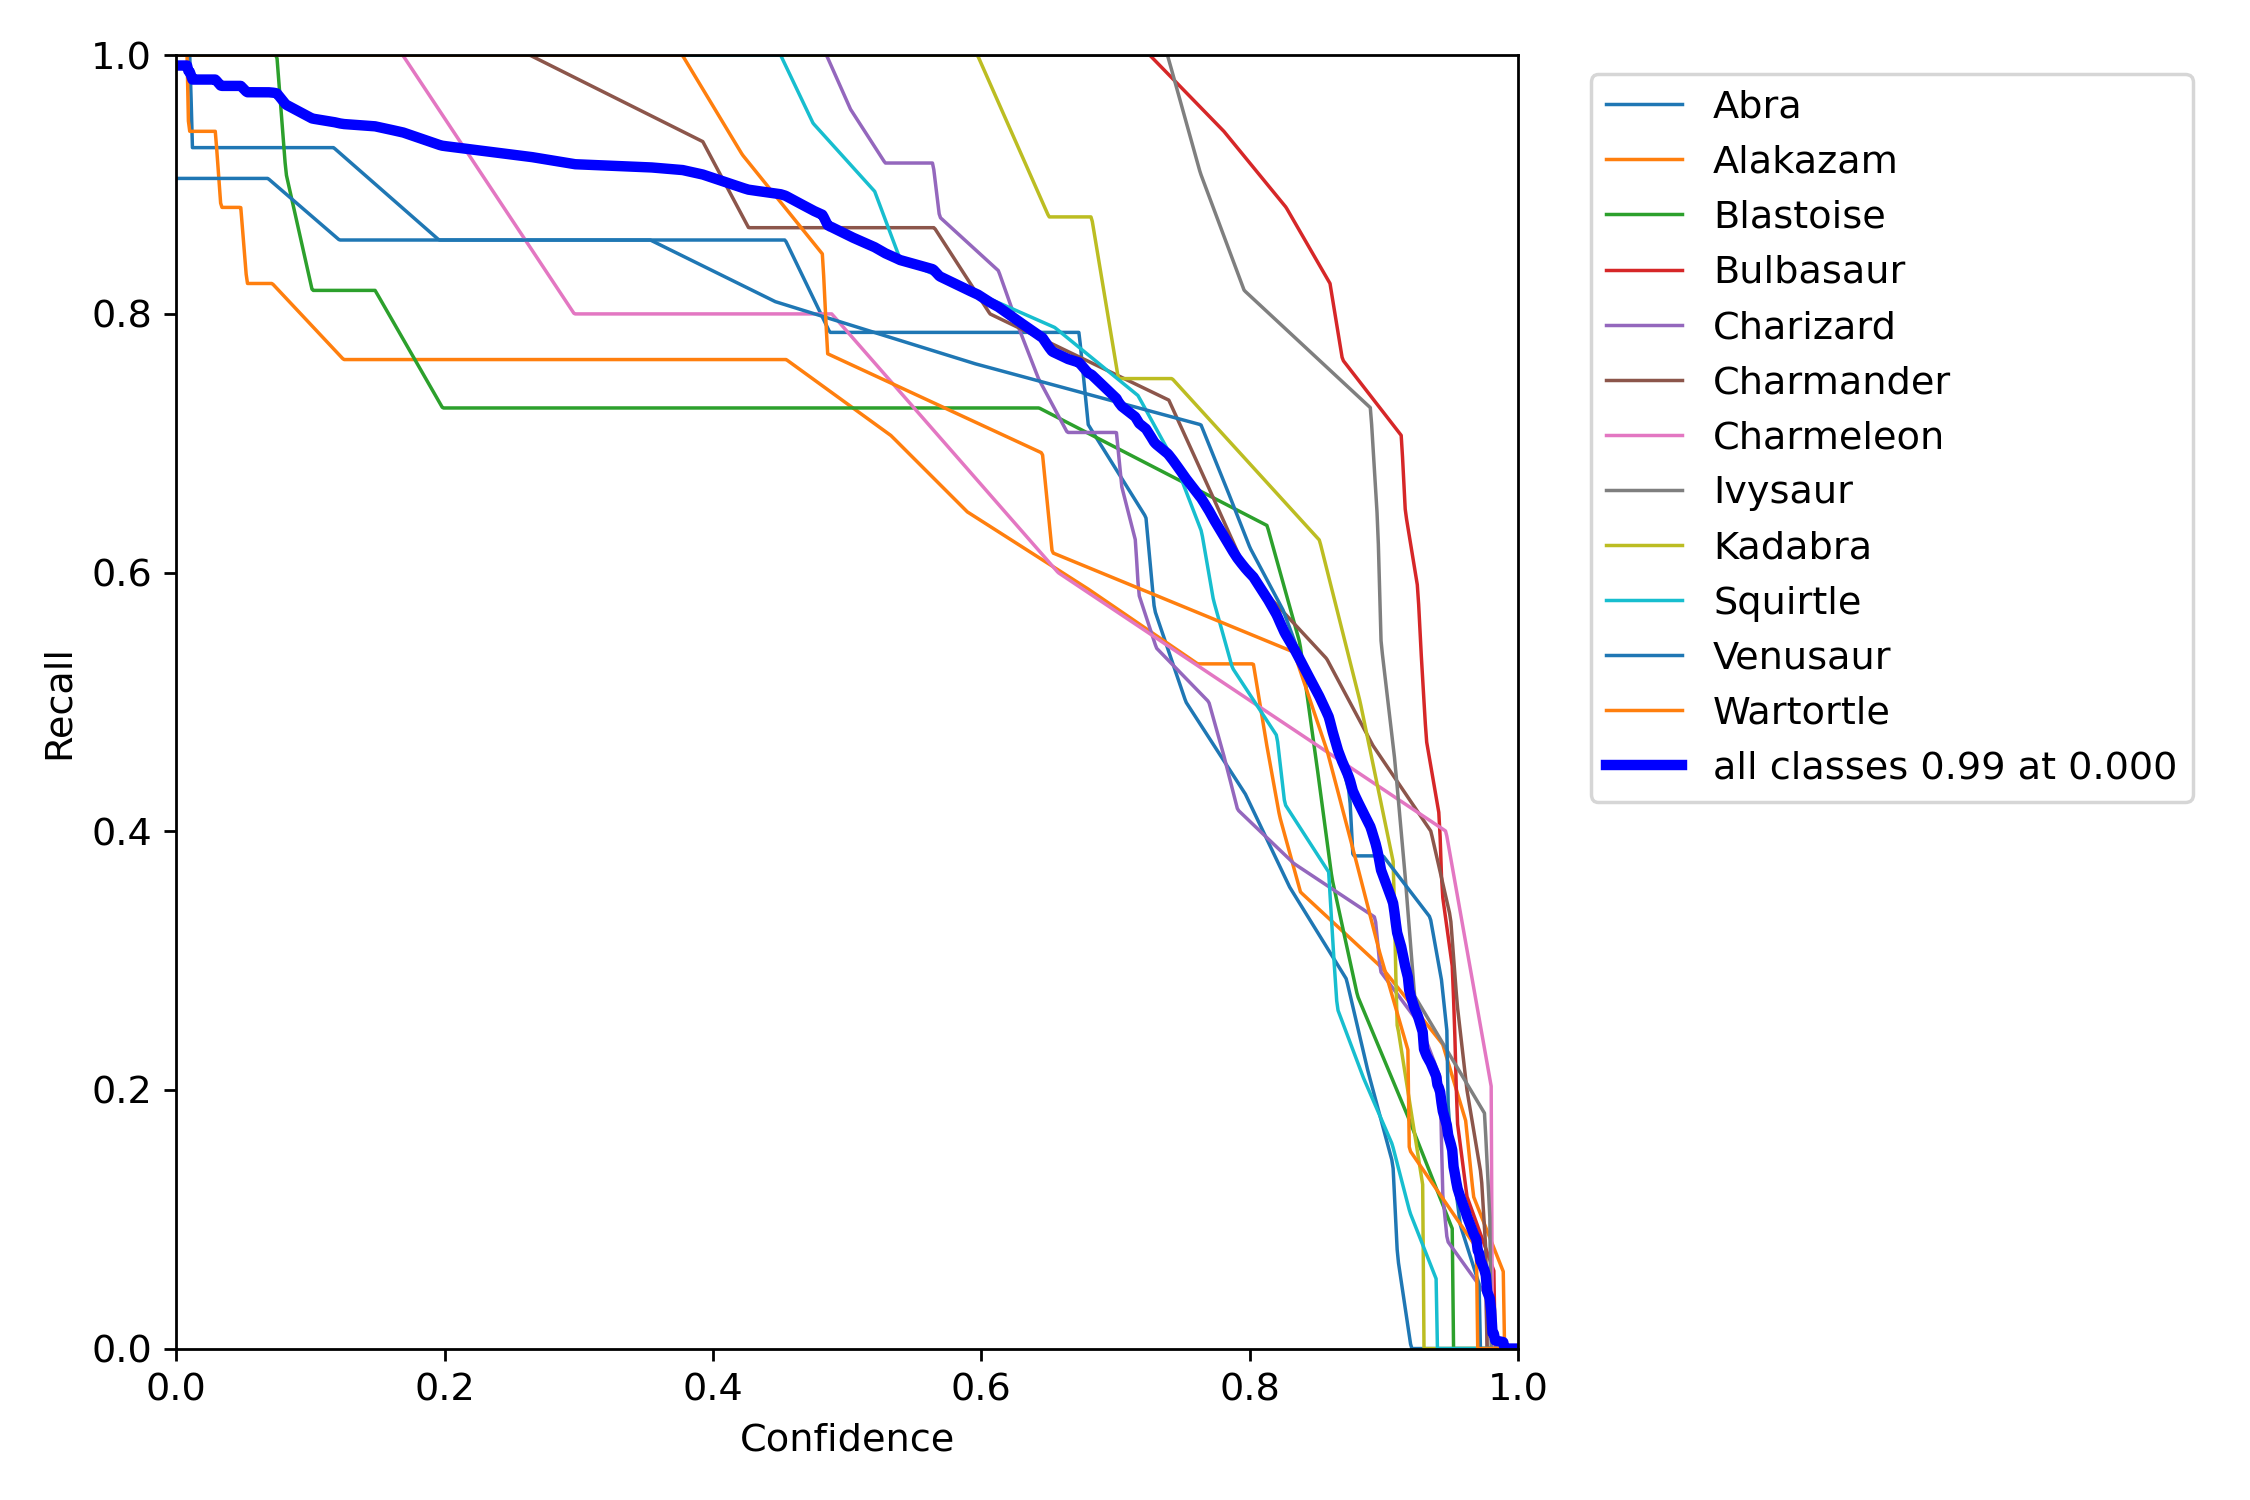 1.0
0.8
0.6
0.4
0.2
0.0
Recall
0.0 0.2 0.4 0.6 0.8 1.0
Confidence
Abra
Alakazam
Blastoise
Bulbasaur
Charizard
Charmander
Charmeleon
Ivysaur
Kadabra
Squirtle
Venusaur
Wartortle
all classes 0.99 at 0.000